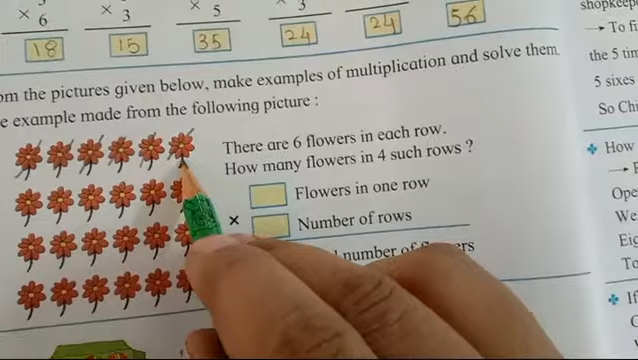 × 6 × 3 × 5 3
18 15 35 24 24 56
om the pictures given below, make examples of multiplication and solve them.
e example made from the following picture :
There are 6 flowers in each row.
How many flowers in 4 such rows ?
Flowers in one row
× Number of rows
number of
shopkeep
→ To fi
the 5 tim
5 sixes
So Ch
❖ How
→
Ope
We
Eig
To
❖ If